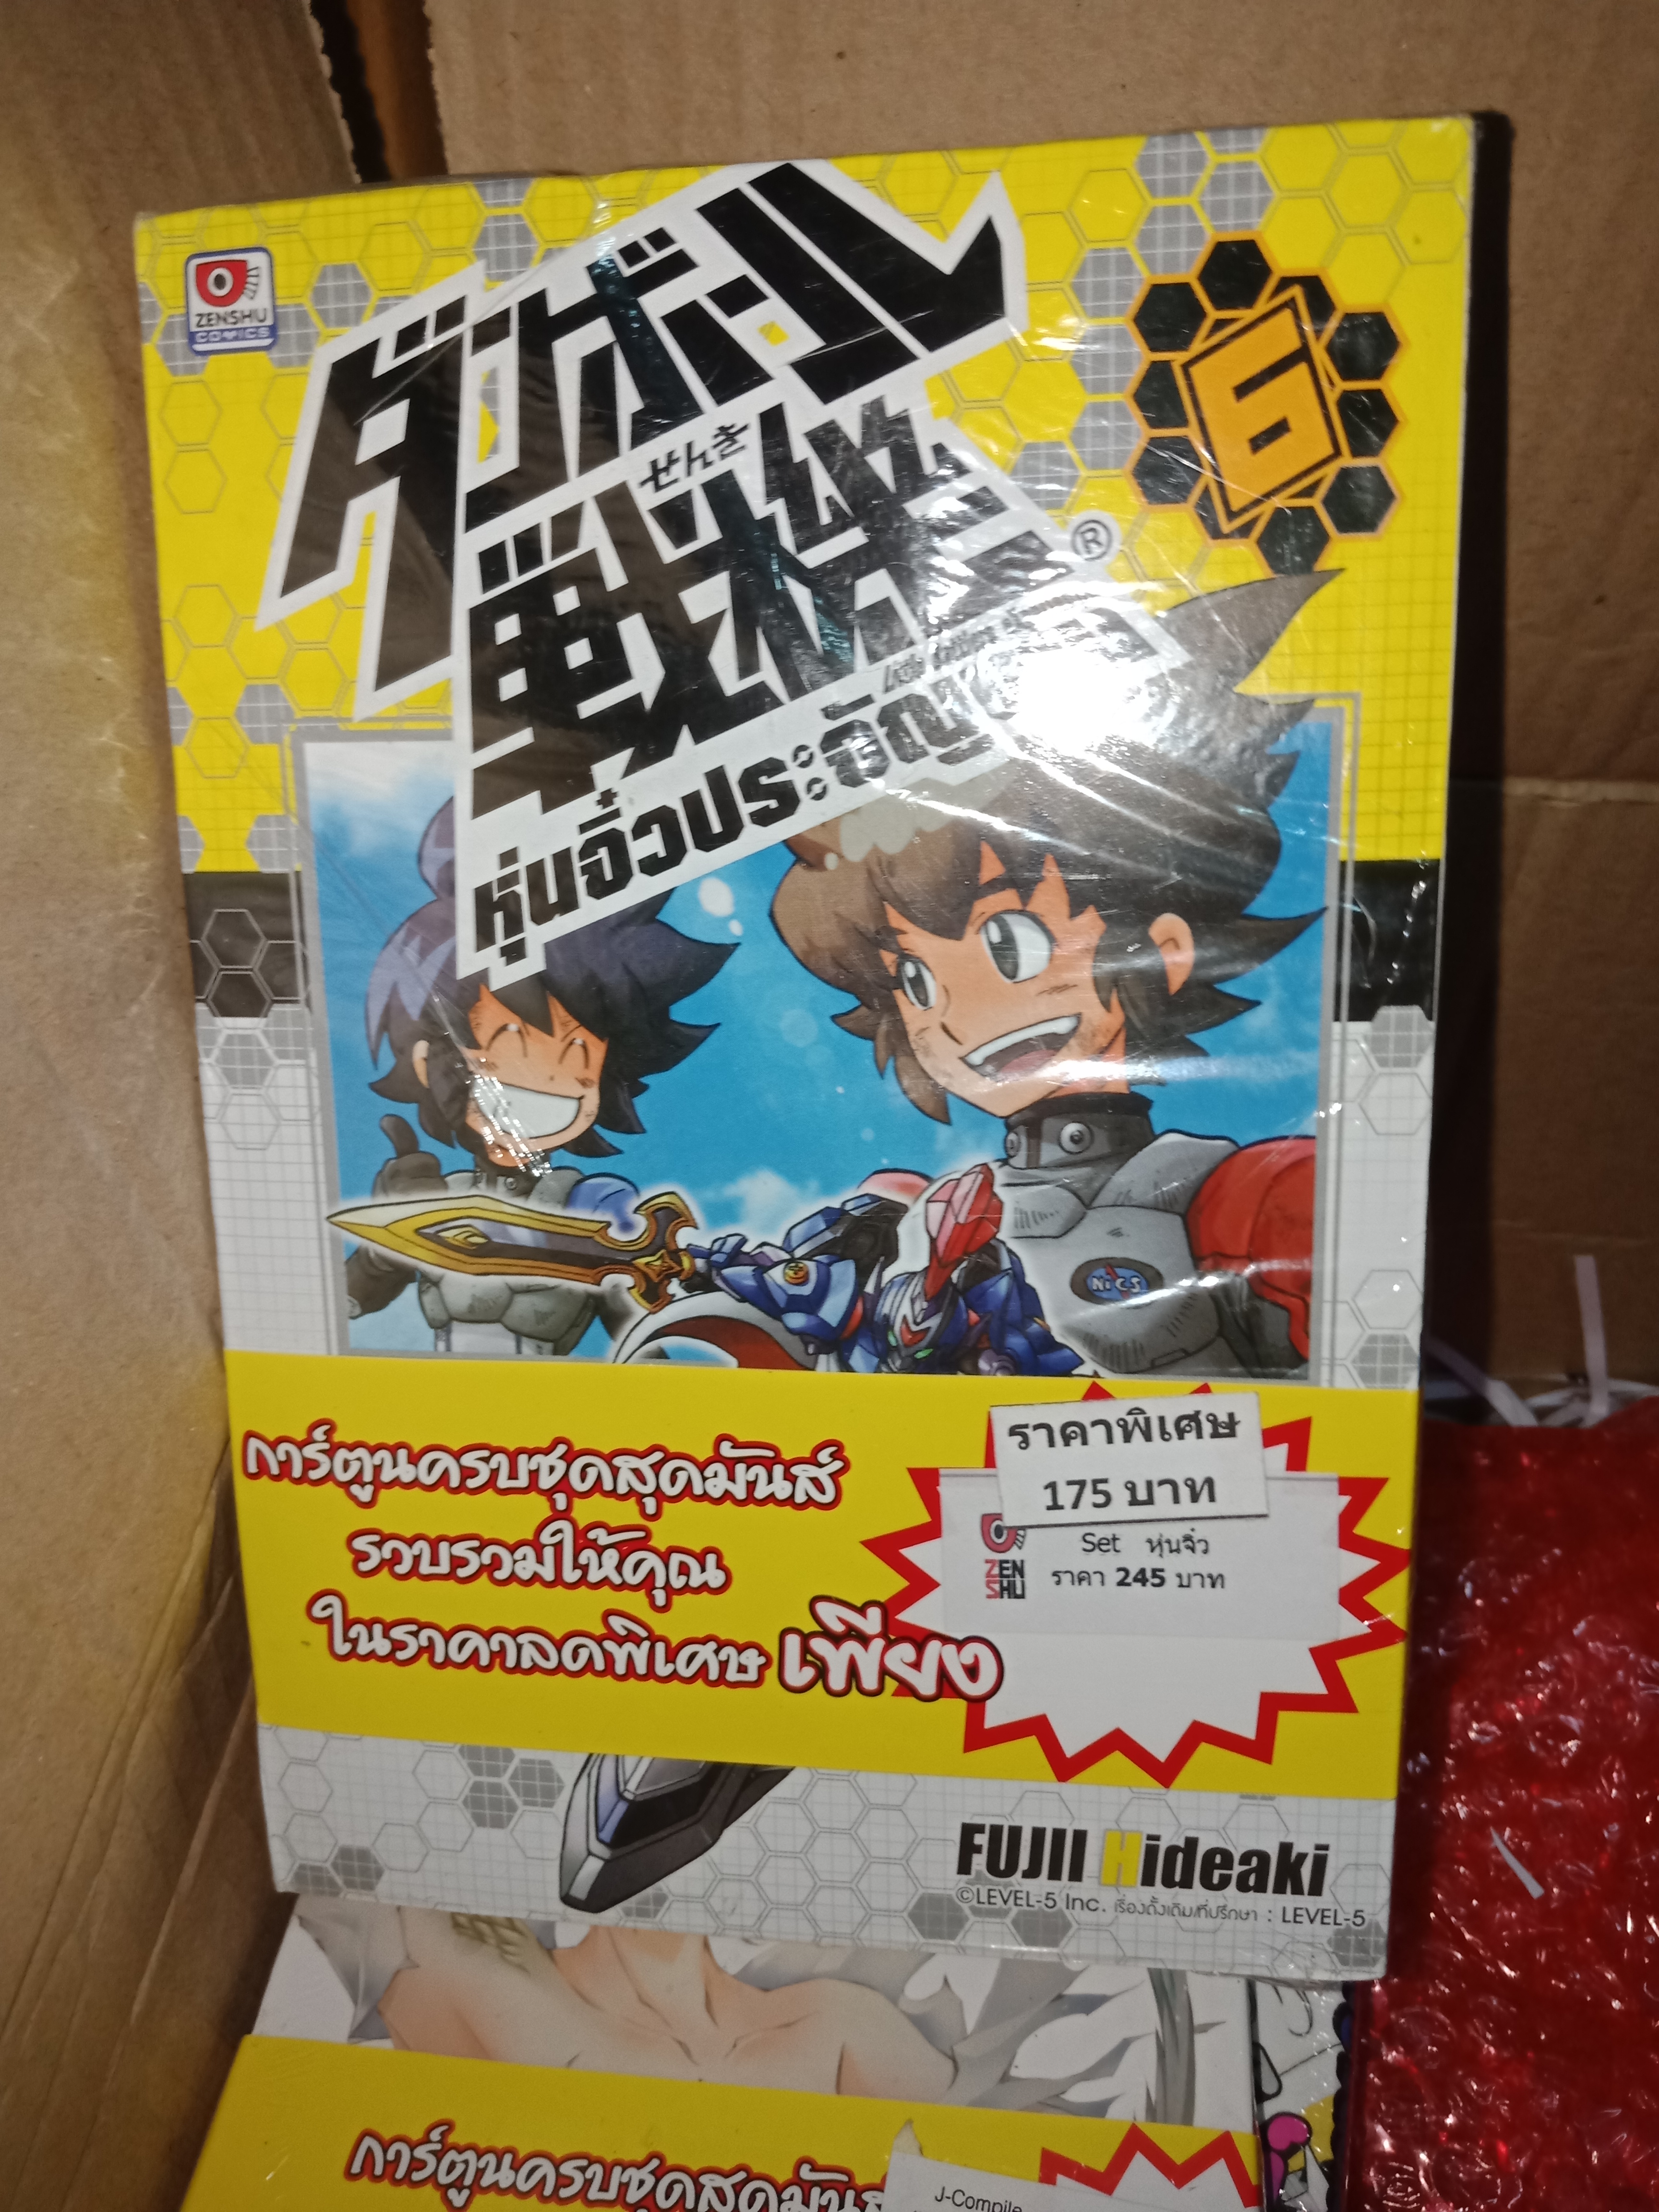 ZENSHU
COMICS
ダンボール
せんき
戦機
®
6
หุ่นจิ๋วประจัญ
NICS
การ์ตูนครบชุดสุดมันส์
รวบรวมให้คุณ
ในราคาลดพิเศษ เพียง
ราคาพิเศษ
175 บาท
ZEN
SHU
Set หุ่นจิ๋ว
ราคา 245 บาท
FUJII Hideaki
©LEVEL-5 Inc. เรื่องดั้งเดิม/ที่ปรึกษา : LEVEL-5
การ์ตูนครบชุดสุดมันส์
J-Compile